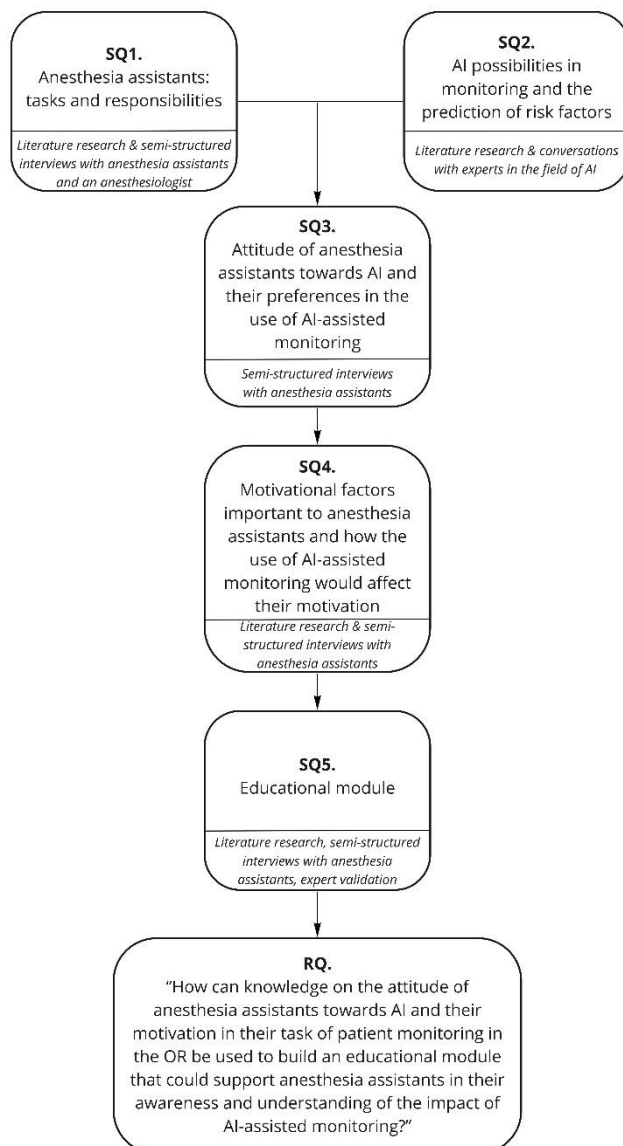 SQ1.
Anesthesia assistants:
tasks and responsibilities
Literature research & semi-structured
interviews with anesthesia assistants
and an anesthesiologist
SQ2.
AI possibilities in
monitoring and the
prediction of risk factors
Literature research & conversations
with experts in the field of AI
SQ3.
Attitude of anesthesia
assistants towards AI and
their preferences in the
use of AI-assisted
monitoring
Semi-structured interviews
with anesthesia assistants
SQ4.
Motivational factors
important to anesthesia
assistants and how the
use of AI-assisted
monitoring would affect
their motivation
Literature research & semi-
structured interviews with
anesthesia assistants
SQ5.
Educational module
Literature research, semi-structured
interviews with anesthesia
assistants, expert validation
RQ.
“How can knowledge on the attitude of
anesthesia assistants towards AI and their
motivation in their task of patient monitoring in
the OR be used to build an educational module
that could support anesthesia assistants in their
awareness and understanding of the impact of
AI-assisted monitoring?”